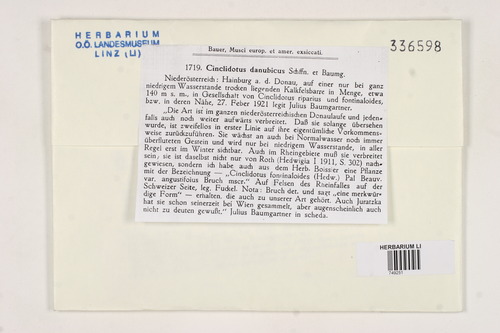 HERBARIUM
O.Ö. LANDESMUSEUM
LINZ (LI)
Bauer, Musci europ. et amer. exsiccati.
336598
1719. Cinclidotus danubicus Schffn. et Baumg.
Niederösterreich: Hainburg a. d. Donau, auf einer nur bei ganz
niedrigem Wasserstande trocken liegenden Kalkfelsbarre in Menge, etwa
140 m s. m., in Gesellschaft von Cinclidotus riparius und fontinaloides,
bzw. in deren Nähe, 27. Feber 1921 legit Julius Baumgartner.
„Die Art ist im ganzen niederösterreichischen Donaulaufe und jeden-
falls auch noch weiter aufwärts verbreitet. Daß sie solange übersehen
wurde, ist zweifellos in erster Linie auf ihre eigentümliche Vorkommens-
weise zurückzuführen. Sie wächst an auch bei Normalwasser noch immer
überfluteten Gestein und wird nur bei niedrigem Wasserstande, in aller
Regel erst im Winter sichtbar. Auch im Rheingebiete muß sie verbreitet
sein; sie ist daselbst nicht nur von Roth (Hedwigia I 1911, S. 302) nach-
gewiesen, sondern ich habe auch aus dem Herb. Boissier eine Pflanze
mit der Bezeichnung — „Cinclidotus fontinaloides (Hedw.) Pal Beauv.
var. angustifolia Bruch mscr.“ Auf Felsen des Rheinfalles auf der
Schweizer Seite, leg. Fuckel. Nota: Bruch det. und sagt „eine merkwür-
dige Form“ — erhalten, die auch zu unserer Art gehört. Auch Juratzka
hat sie schon seinerzeit bei Wien gesammelt, aber augenscheinlich auch
nicht zu deuten gewußt.“ Julius Baumgartner in scheda.
HERBARIUM LI